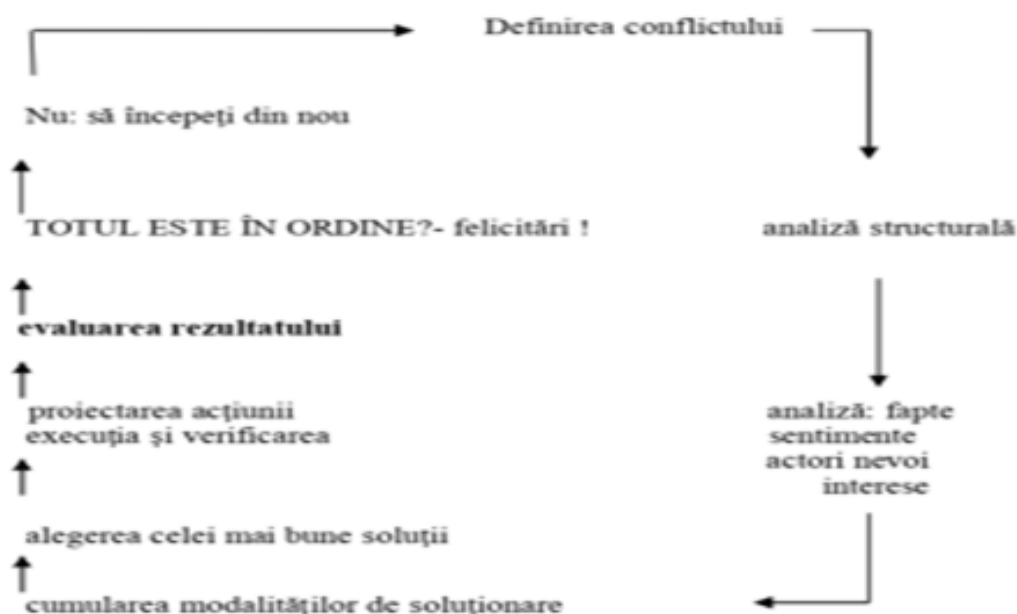 Definirea conflictului
Nu: să începeţi din nou
TOTUL ESTE ÎN ORDINE?- felicitări !
analiză structurală
evaluarea rezultatului
proiectarea acţiunii
execuţia şi verificarea
analiză: fapte
sentimente
actori nevoi
interese
alegerea celei mai bune soluţii
cumularea modalităţilor de soluţionare